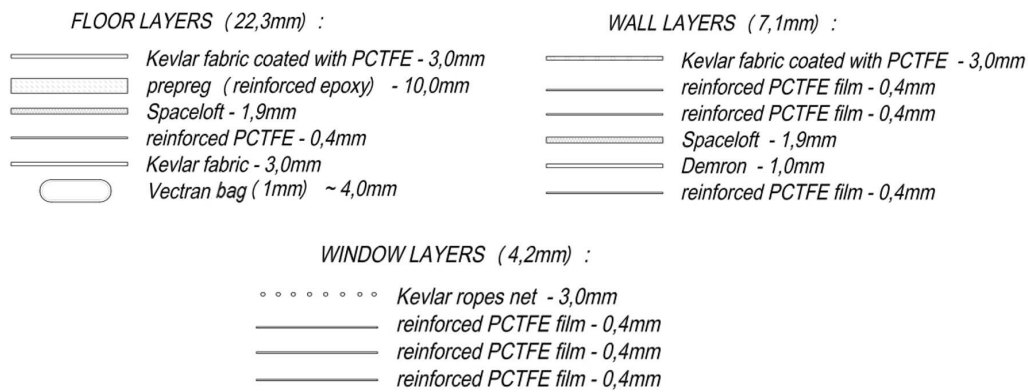 FLOOR LAYERS (22,3mm) :
Kevlar fabric coated with PCTFE - 3,0mm
prepreg (reinforced epoxy) - 10,0mm
Spaceloft - 1,9mm
reinforced PCTFE - 0,4mm
Kevlar fabric - 3,0mm
Vectran bag (1mm) ~ 4,0mm
WALL LAYERS (7,1mm) :
Kevlar fabric coated with PCTFE - 3,0mm
reinforced PCTFE film - 0,4mm
reinforced PCTFE film - 0,4mm
Spaceloft - 1,9mm
Demron - 1,0mm
reinforced PCTFE film - 0,4mm
WINDOW LAYERS (4,2mm) :
Kevlar ropes net - 3,0mm
reinforced PCTFE film - 0,4mm
reinforced PCTFE film - 0,4mm
reinforced PCTFE film - 0,4mm